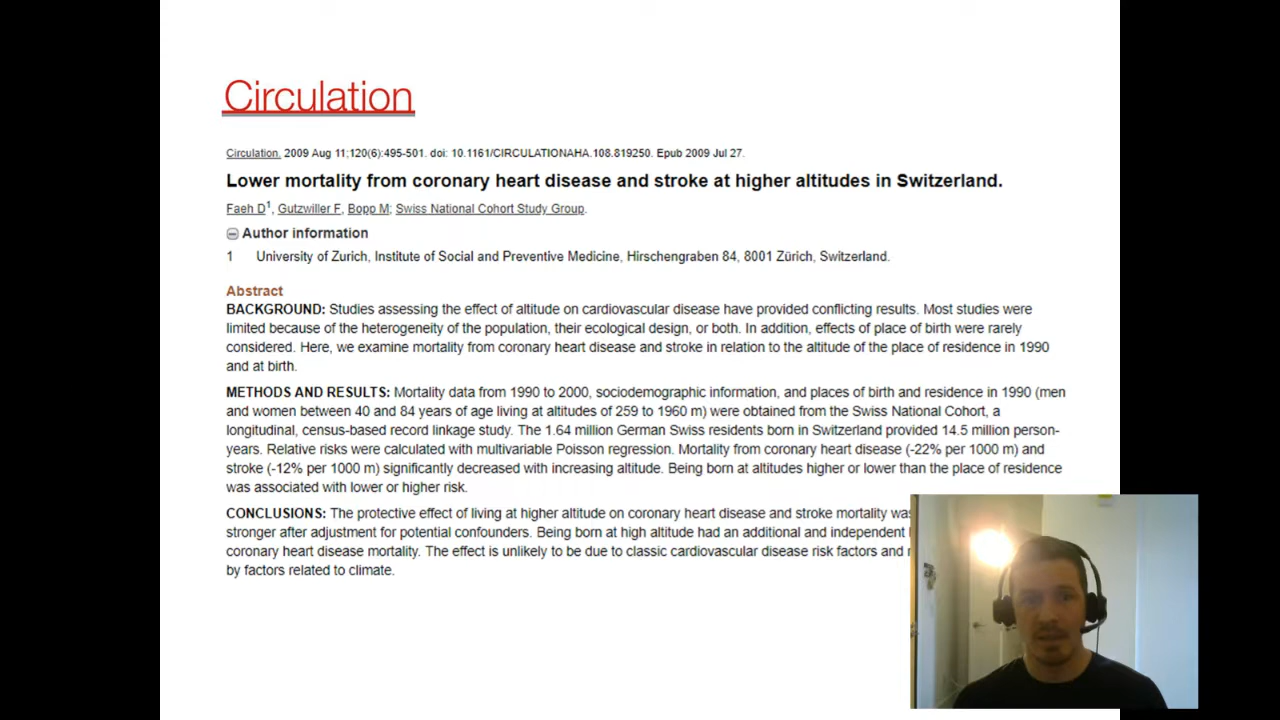 Circulation
Circulation. 2009 Aug 11;120(6):495-501. doi: 10.1161/CIRCULATIONAHA.108.819250. Epub 2009 Jul 27.
Lower mortality from coronary heart disease and stroke at higher altitudes in Switzerland.
Faeh D1, Gutzwiller F, Bopp M; Swiss National Cohort Study Group.
Author information
1 University of Zurich, Institute of Social and Preventive Medicine, Hirschengraben 84, 8001 Zürich, Switzerland.
Abstract
BACKGROUND: Studies assessing the effect of altitude on cardiovascular disease have provided conflicting results. Most studies were
limited because of the heterogeneity of the population, their ecological design, or both. In addition, effects of place of birth were rarely
considered. Here, we examine mortality from coronary heart disease and stroke in relation to the altitude of the place of residence in 1990
and at birth.
METHODS AND RESULTS: Mortality data from 1990 to 2000, sociodemographic information, and places of birth and residence in 1990 (men
and women between 40 and 84 years of age living at altitudes of 259 to 1960 m) were obtained from the Swiss National Cohort, a
longitudinal, census-based record linkage study. The 1.64 million German Swiss residents born in Switzerland provided 14.5 million person-
years. Relative risks were calculated with multivariable Poisson regression. Mortality from coronary heart disease (-22% per 1000 m) and
stroke (-12% per 1000 m) significantly decreased with increasing altitude. Being born at altitudes higher or lower than the place of residence
was associated with lower or higher risk.
CONCLUSIONS: The protective effect of living at higher altitude on coronary heart disease and stroke mortality was
stronger after adjustment for potential confounders. Being born at high altitude had an additional and independent
coronary heart disease mortality. The effect is unlikely to be due to classic cardiovascular disease risk factors and
by factors related to climate.